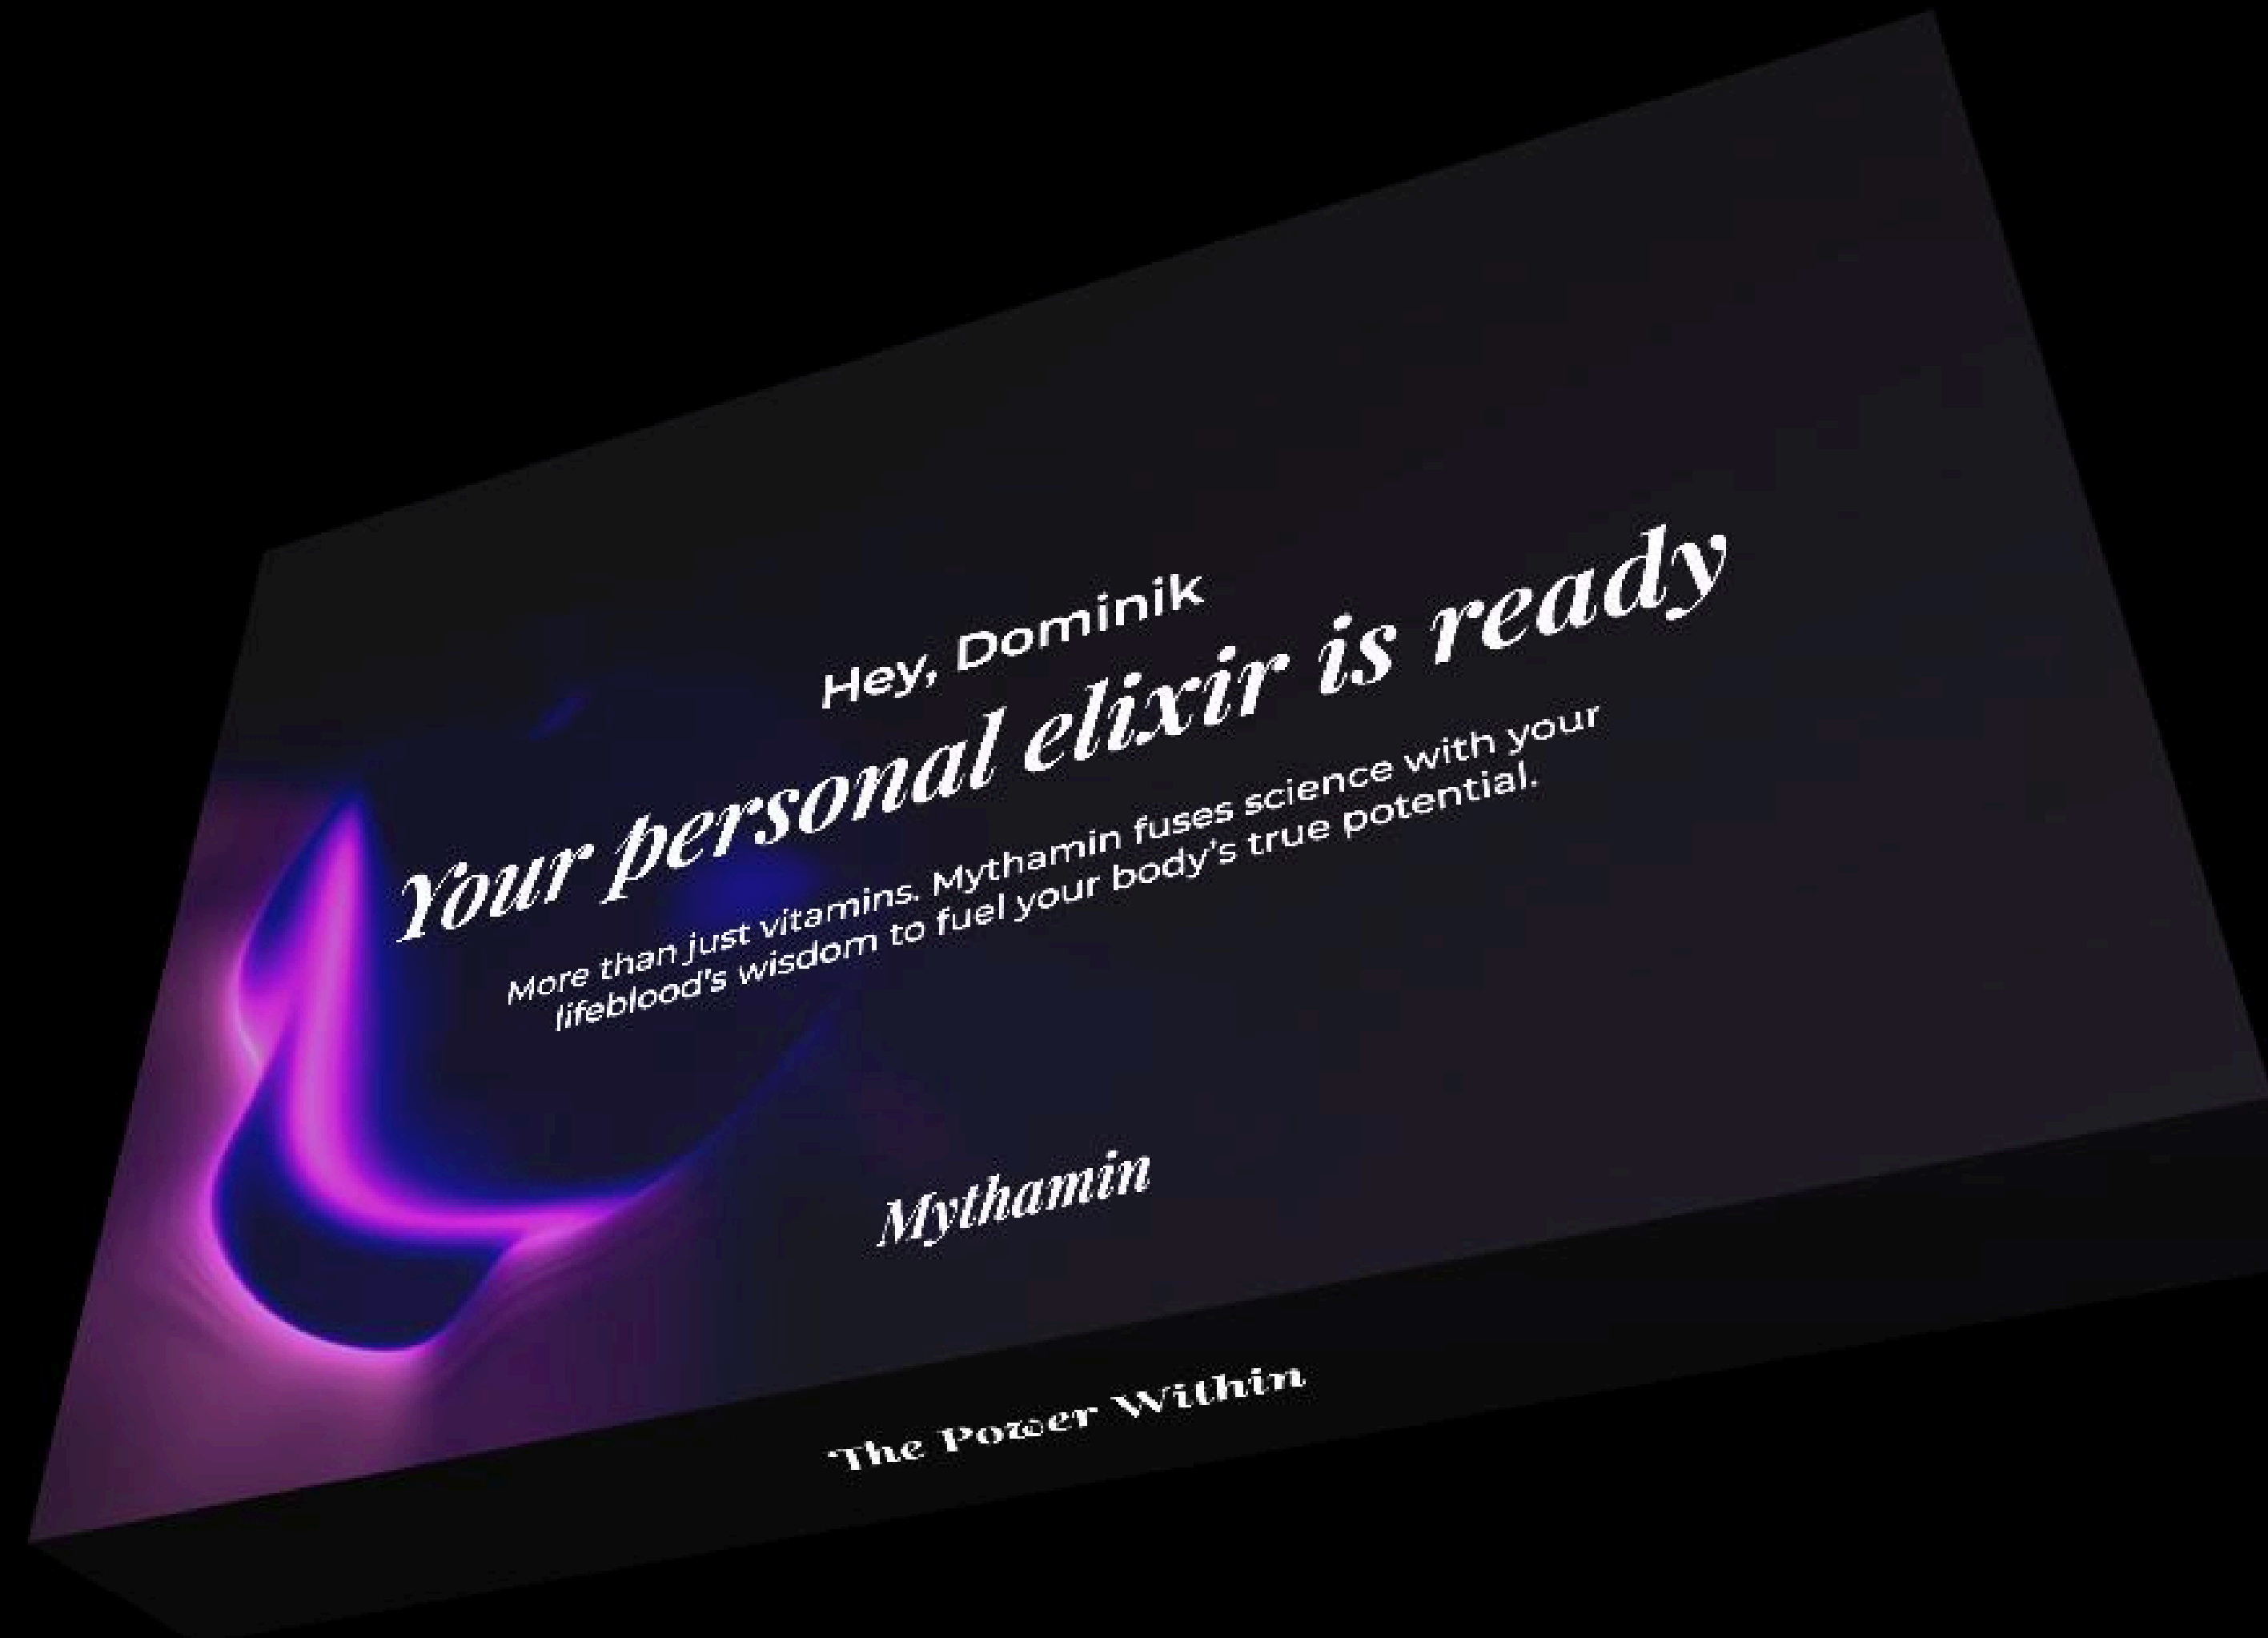 Hey, Dominik
Your personal elixir is ready
More than just vitamins. Mythamin fuses science with your
lifeblood's wisdom to fuel your body's true potential.
Mythamin
The Power Within